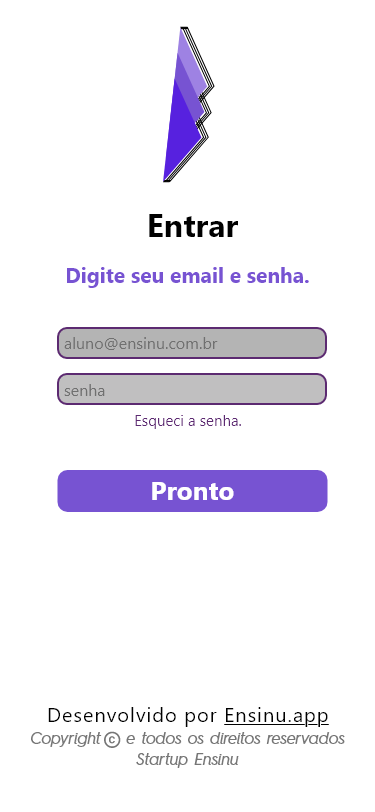 Entrar
Digite seu email e senha.
aluno@ensinu.com.br
senha
Esqueci a senha.
Pronto
Desenvolvido por Ensinu.app
Copyright © e todos os direitos reservados
Startup Ensinu